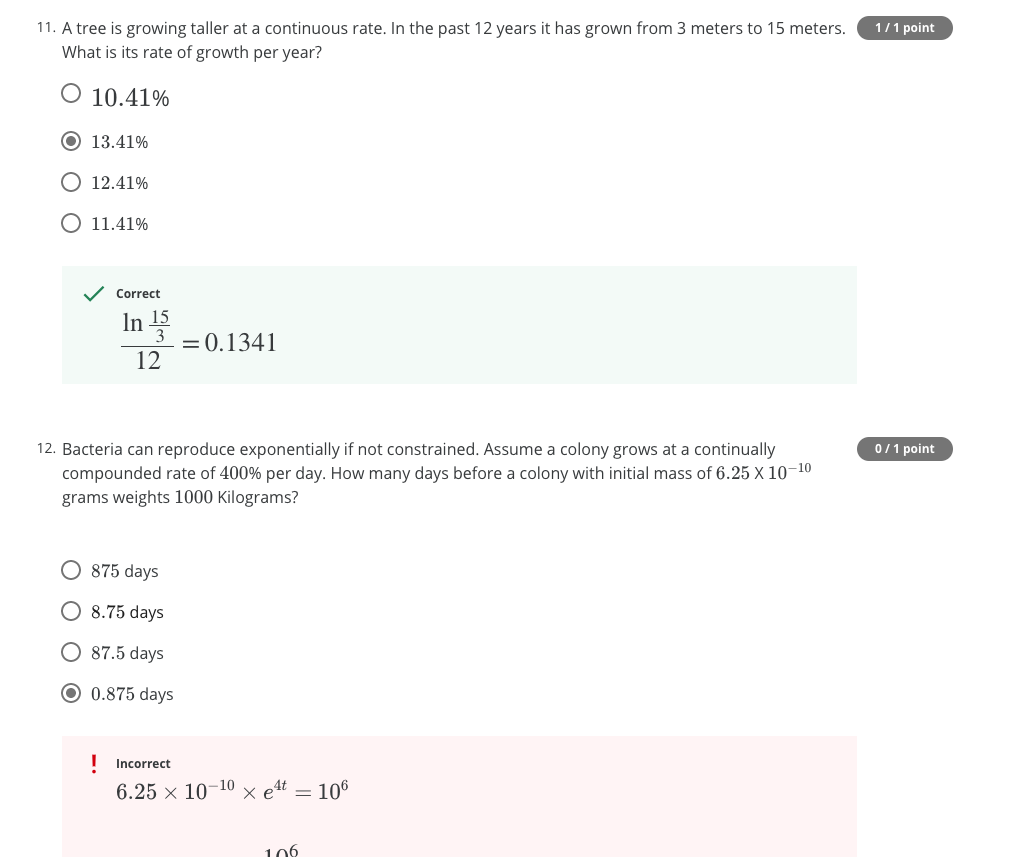 11. A tree is growing taller at a continuous rate. In the past 12 years it has grown from 3 meters to 15 meters. 1 / 1 point
What is its rate of growth per year?
10.41%
13.41%
12.41%
11.41%
Correct
ln 15/3 / 12 = 0.1341
12. Bacteria can reproduce exponentially if not constrained. Assume a colony grows at a continually 0 / 1 point
compounded rate of 400% per day. How many days before a colony with initial mass of 6.25 X 10^−10
grams weights 1000 Kilograms?
875 days
8.75 days
87.5 days
0.875 days
! Incorrect
6.25 × 10^−10 × e^4t = 10^6
10^6